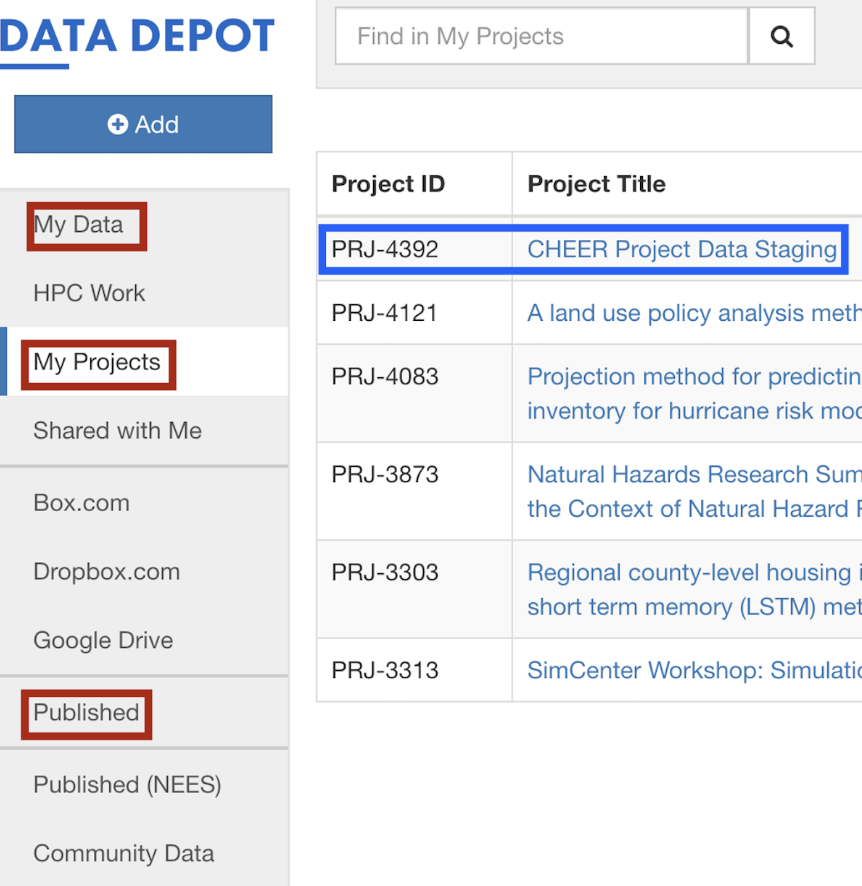 DATA DEPOT
Find in My Projects
Add
My Data
HPC Work
My Projects
Shared with Me
Box.com
Dropbox.com
Google Drive
Published
Published (NEES)
Community Data
Project ID Project Title
PRJ-4392 CHEER Project Data Staging
PRJ-4121 A land use policy analysis meth
PRJ-4083 Projection method for predictin
inventory for hurricane risk mod
PRJ-3873 Natural Hazards Research Sum
the Context of Natural Hazard
PRJ-3303 Regional county-level housing i
short term memory (LSTM) met
PRJ-3313 SimCenter Workshop: Simulatio